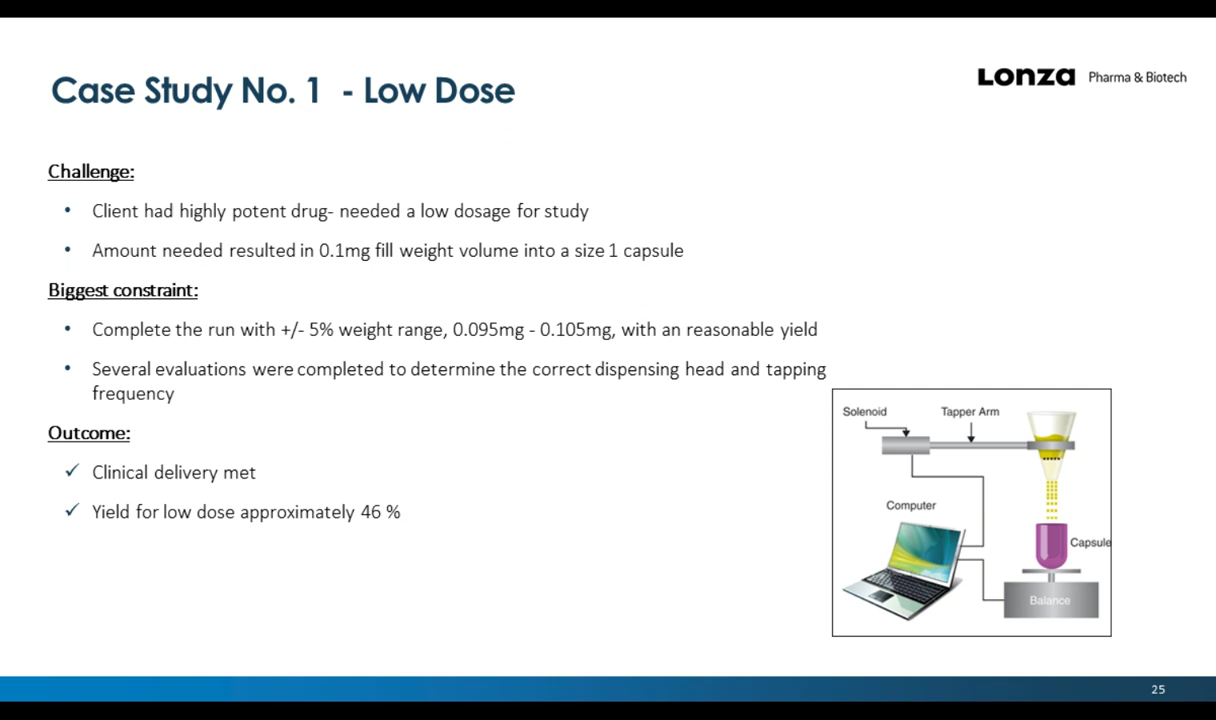 Case Study No. 1 - Low Dose
Lonza Pharma & Biotech
Challenge:
• Client had highly potent drug- needed a low dosage for study
• Amount needed resulted in 0.1mg fill weight volume into a size 1 capsule
Biggest constraint:
• Complete the run with +/- 5% weight range, 0.095mg - 0.105mg, with an reasonable yield
• Several evaluations were completed to determine the correct dispensing head and tapping
frequency
Outcome:
✓ Clinical delivery met
✓ Yield for low dose approximately 46 %
Solenoid
Tapper Arm
Computer
Capsule
Balance
25